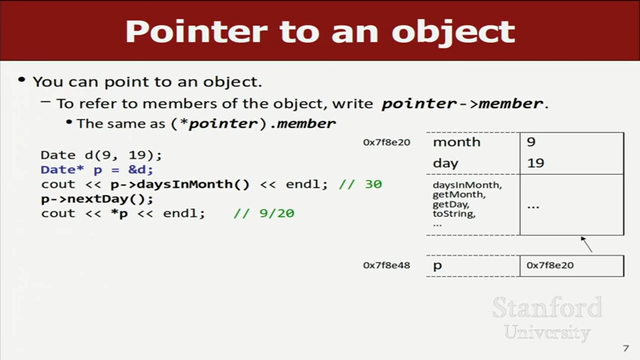 Pointer to an object
• You can point to an object.
– To refer to members of the object, write pointer->member.
• The same as (*pointer).member
Date d(9, 19);
Date* p = &d;
cout << p->daysInMonth() << endl; // 30
p->nextDay();
cout << *p << endl; // 9/20
0x7f8e20 month 9
day 19
daysInMonth,
getMonth,
getDay,
toString,
...
...
0x7f8e48 p 0x7f8e20
Stanford
University
7